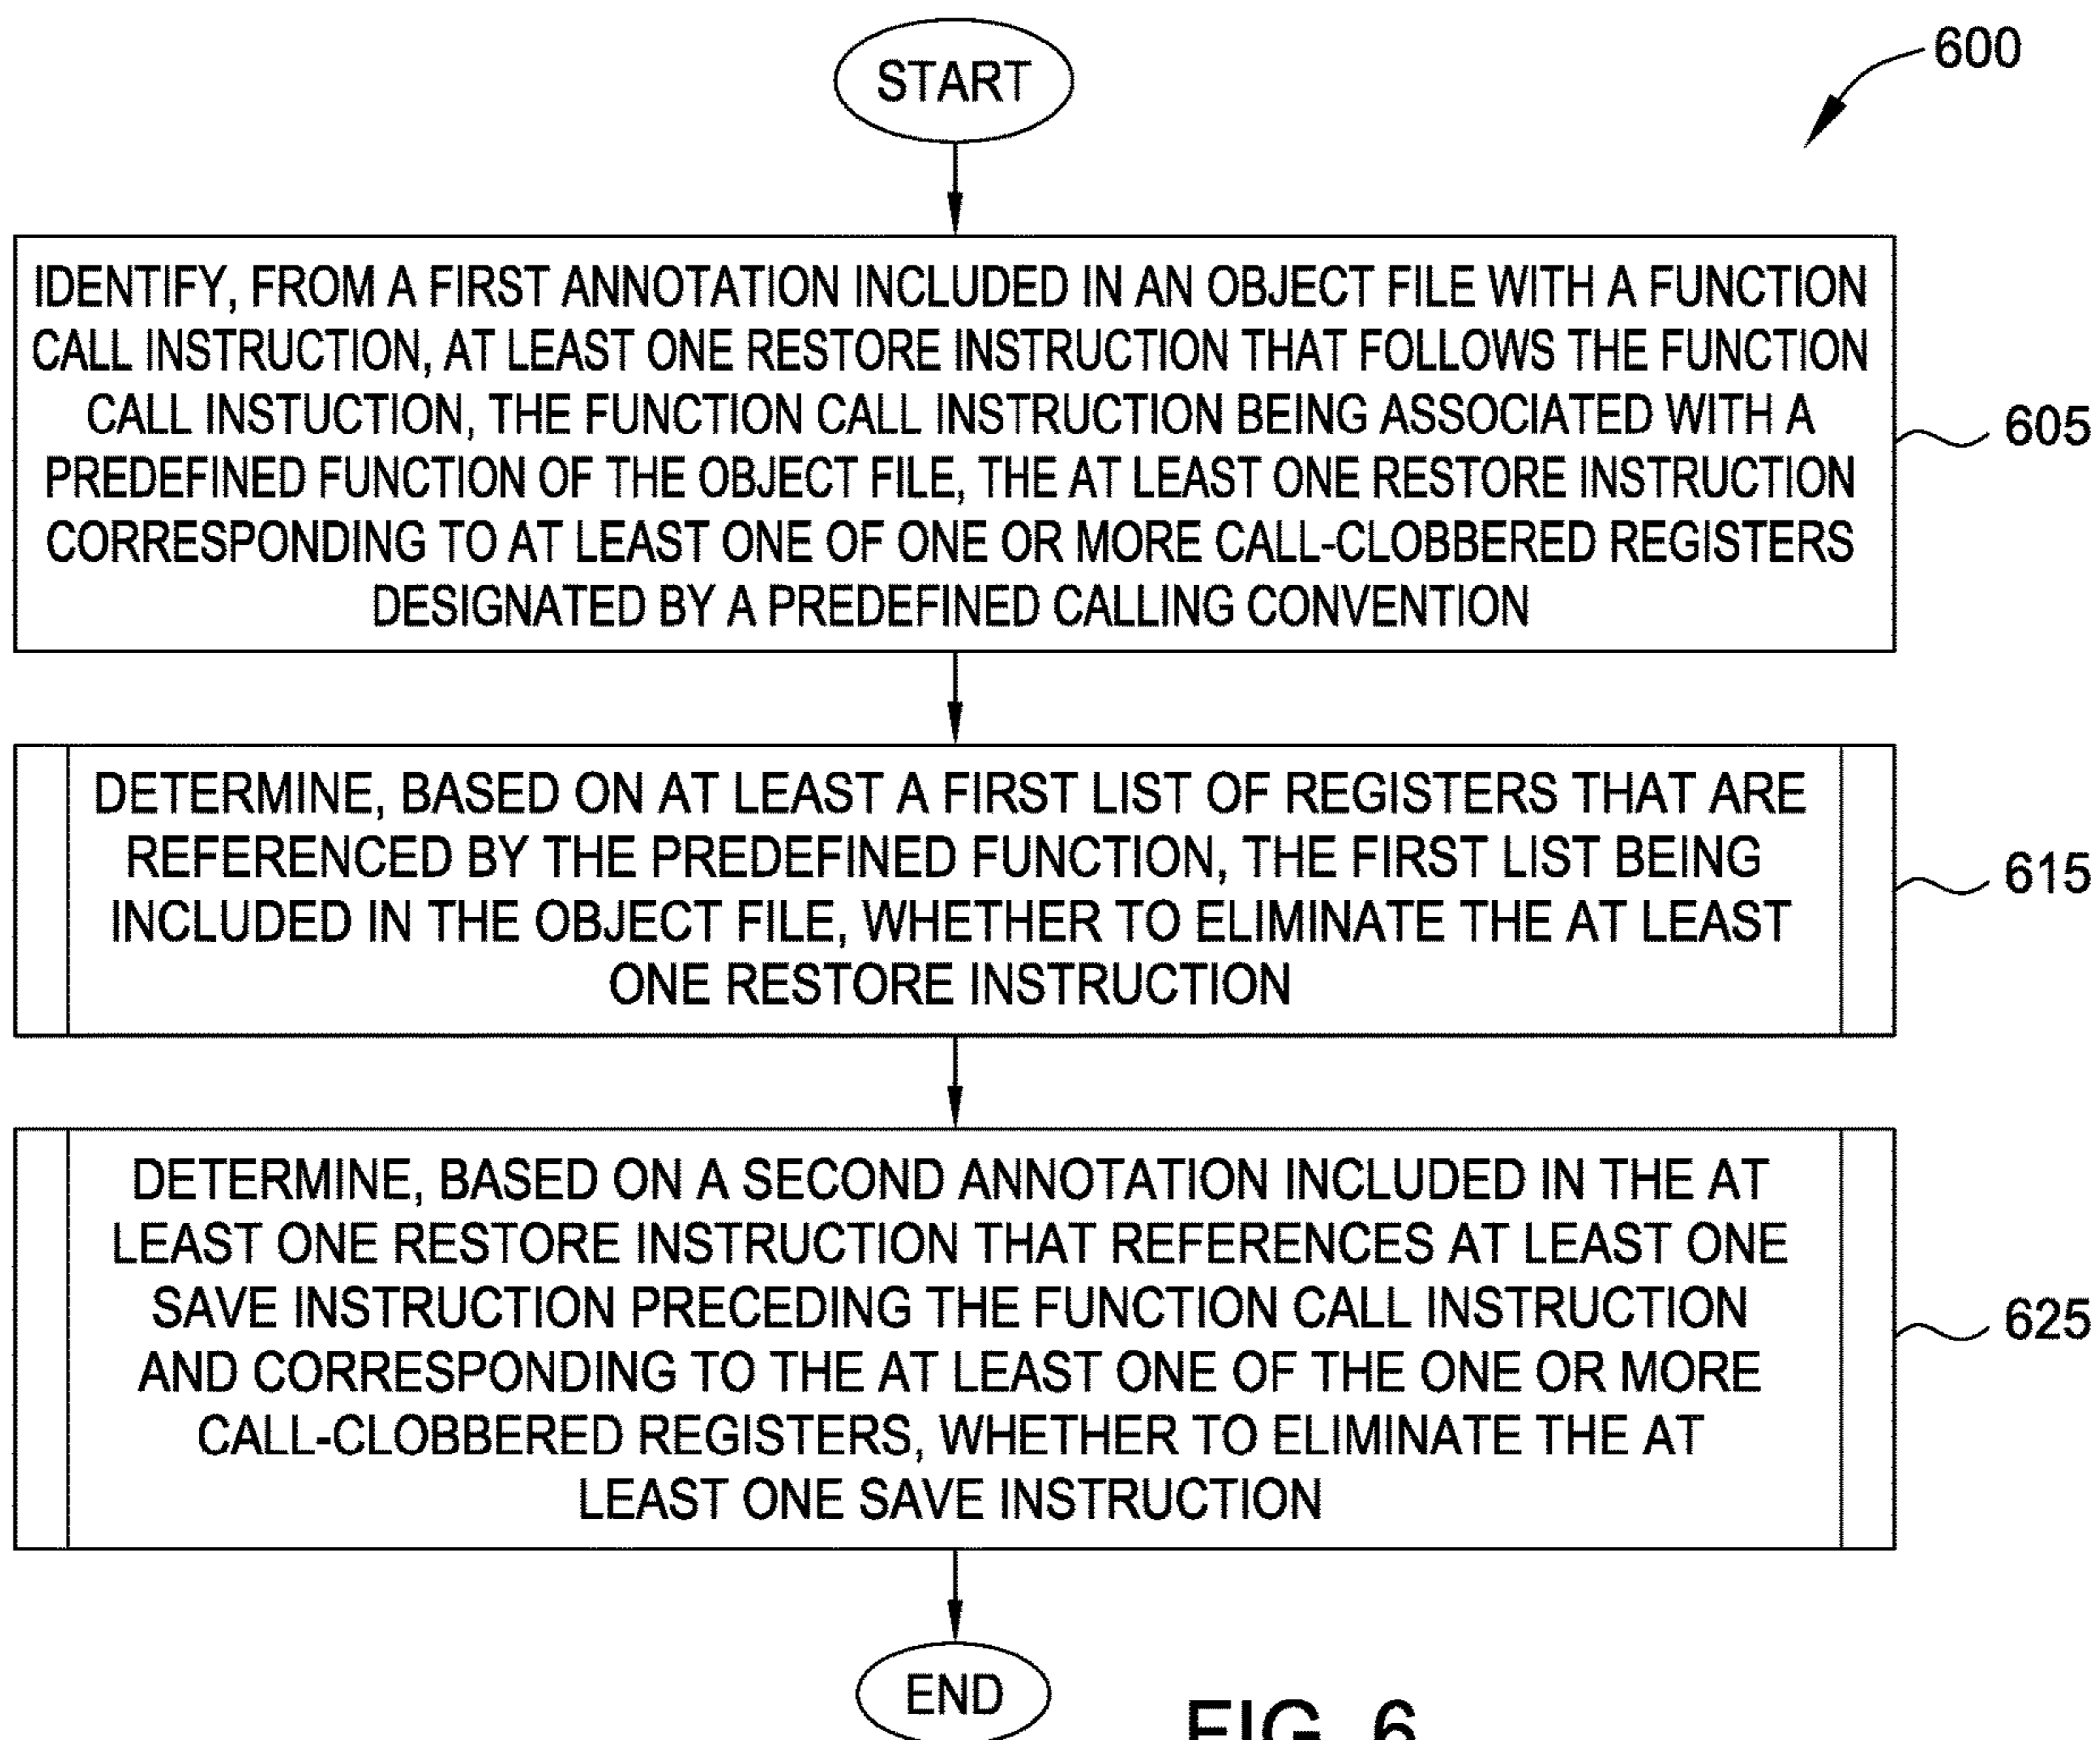 START
600
IDENTIFY, FROM A FIRST ANNOTATION INCLUDED IN AN OBJECT FILE WITH A FUNCTION
CALL INSTRUCTION, AT LEAST ONE RESTORE INSTRUCTION THAT FOLLOWS THE FUNCTION
CALL INSTUCTION, THE FUNCTION CALL INSTRUCTION BEING ASSOCIATED WITH A
PREDEFINED FUNCTION OF THE OBJECT FILE, THE AT LEAST ONE RESTORE INSTRUCTION
CORRESPONDING TO AT LEAST ONE OF ONE OR MORE CALL-CLOBBERED REGISTERS
DESIGNATED BY A PREDEFINED CALLING CONVENTION
605
DETERMINE, BASED ON AT LEAST A FIRST LIST OF REGISTERS THAT ARE
REFERENCED BY THE PREDEFINED FUNCTION, THE FIRST LIST BEING
INCLUDED IN THE OBJECT FILE, WHETHER TO ELIMINATE THE AT LEAST
ONE RESTORE INSTRUCTION
615
DETERMINE, BASED ON A SECOND ANNOTATION INCLUDED IN THE AT
LEAST ONE RESTORE INSTRUCTION THAT REFERENCES AT LEAST ONE
SAVE INSTRUCTION PRECEDING THE FUNCTION CALL INSTRUCTION
AND CORRESPONDING TO THE AT LEAST ONE OF THE ONE OR MORE
CALL-CLOBBERED REGISTERS, WHETHER TO ELIMINATE THE AT
LEAST ONE SAVE INSTRUCTION
625
END
FIG. 6